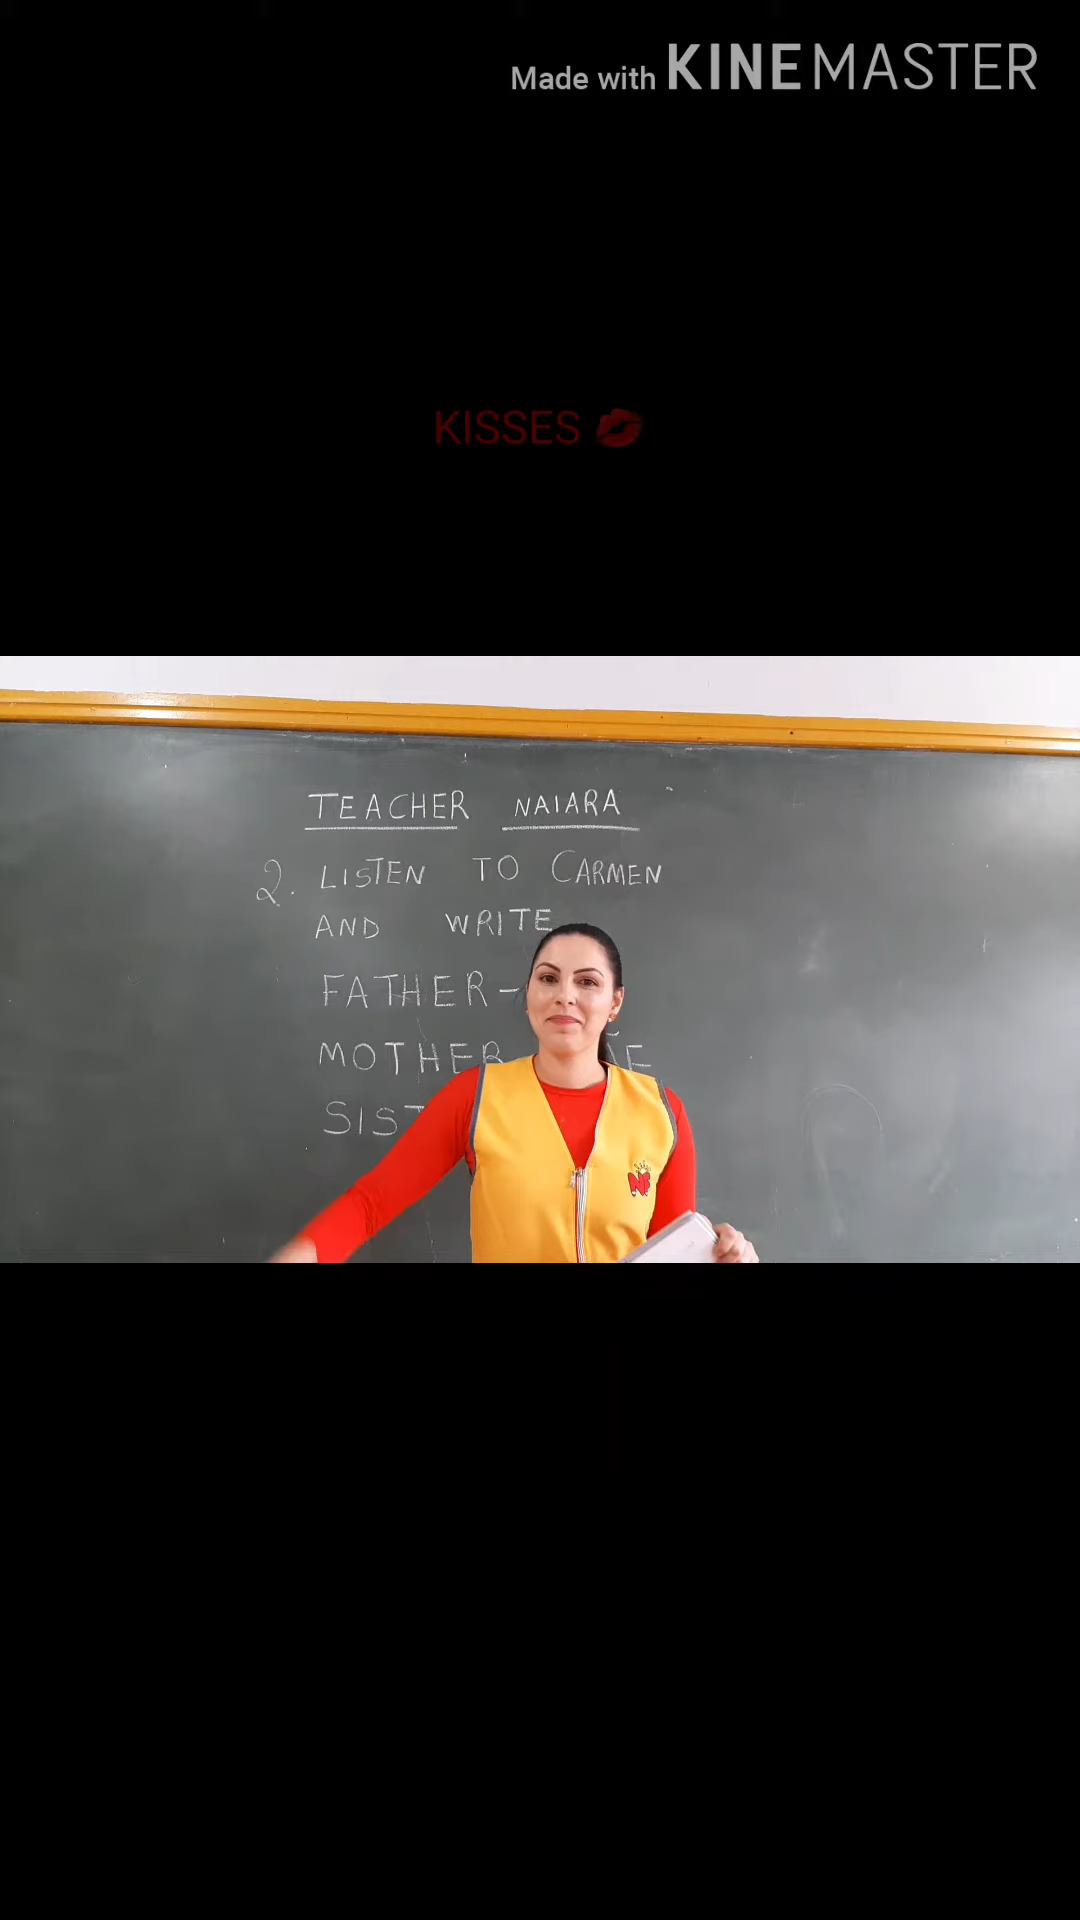 Made with KINEMASTER
KISSES 💋
TEACHER NAIARA
2. LISTEN TO CARMEN
AND WRITE
FATHER -
MOTHER